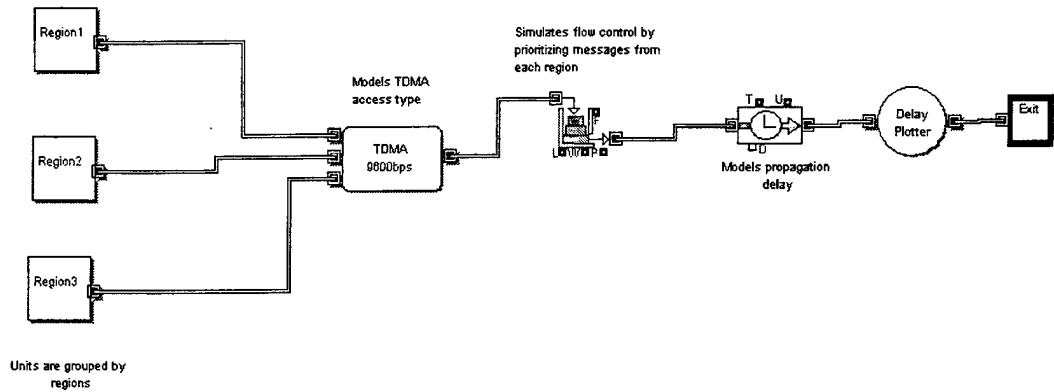 Region1
Simulates flow control by
prioritizing messages from
each region
Models TDMA
access type
T U
Delay
Plotter
Exit
F
Region2
TDMA
9600bps
L W P
D
Models propagation
delay
Region3
Units are grouped by
regions